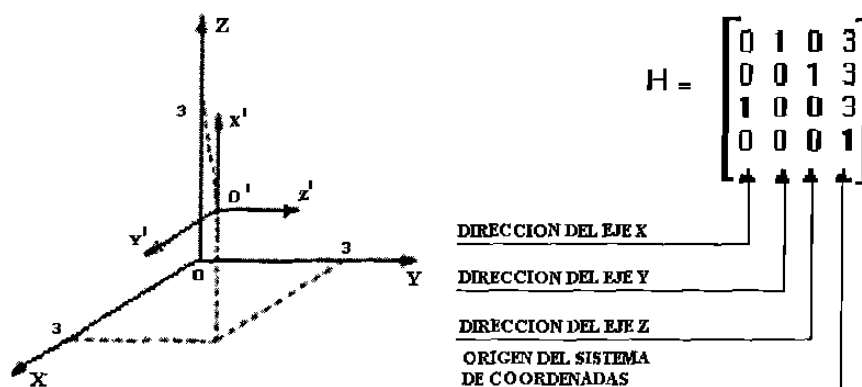 Z
3
X'
O'
Z'
Y'
O
3
Y
3
X
H = 0 1 0 3
0 0 1 3
1 0 0 3
0 0 0 1
DIRECCION DEL EJE X
DIRECCION DEL EJE Y
DIRECCION DEL EJE Z
ORIGEN DEL SISTEMA
DE COORDENADAS